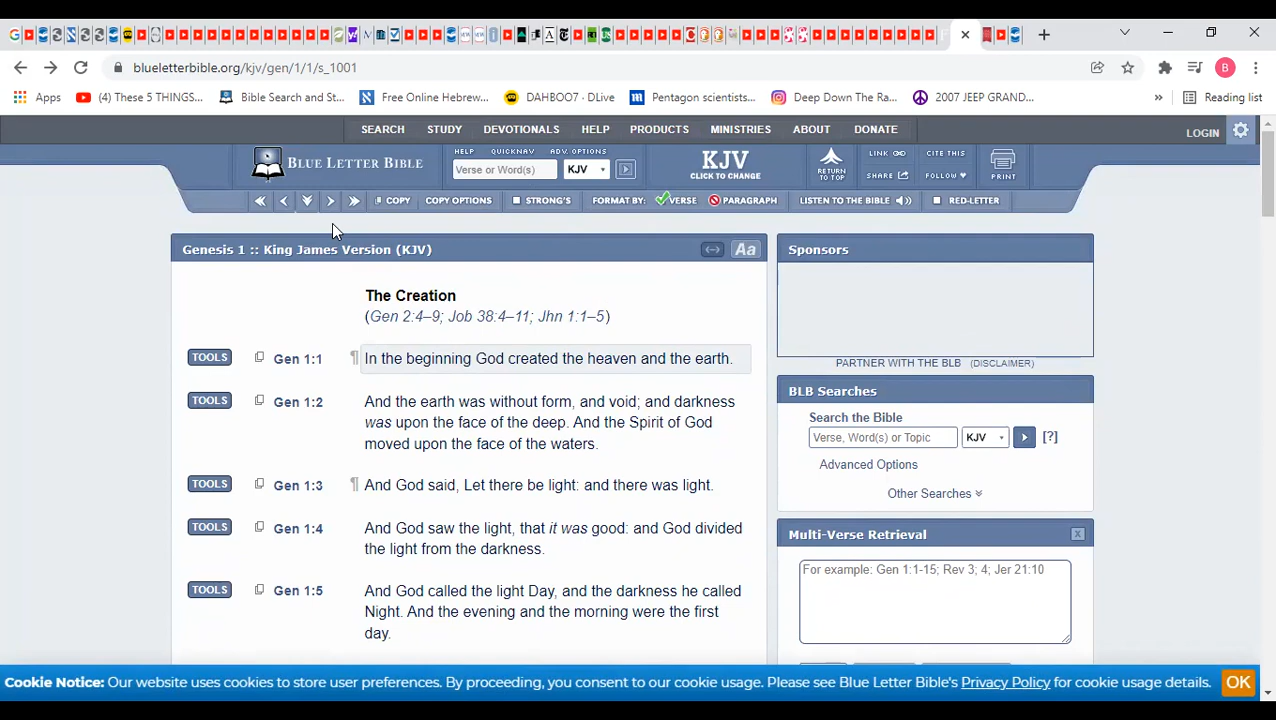 blueletterbible.org/kjv/gen/1/1/s_1001
B
Apps
(4) These 5 THINGS...
Bible Search and St...
Free Online Hebrew...
DAHBOO7 - DLive
Pentagon scientists...
Deep Down The Ra...
2007 JEEP GRAND...
»
Reading list
SEARCH STUDY DEVOTIONALS HELP PRODUCTS MINISTRIES ABOUT DONATE
LOGIN
BLUE LETTER BIBLE
HELP QUICKNAV ADV. OPTIONS
Verse or Word(s)
KJV
KJV
CLICK TO CHANGE
RETURN
TO TOP
LINK
SHARE
CITE THIS
FOLLOW
PRINT
COPY COPY OPTIONS STRONG'S FORMAT BY: VERSE PARAGRAPH LISTEN TO THE BIBLE RED-LETTER
Genesis 1 :: King James Version (KJV)
Aa
The Creation
(Gen 2:4–9; Job 38:4–11; Jhn 1:1–5)
TOOLS Gen 1:1 ¶ In the beginning God created the heaven and the earth.
TOOLS Gen 1:2 And the earth was without form, and void; and darkness
was upon the face of the deep. And the Spirit of God
moved upon the face of the waters.
TOOLS Gen 1:3 ¶ And God said, Let there be light: and there was light.
TOOLS Gen 1:4 And God saw the light, that it was good: and God divided
the light from the darkness.
TOOLS Gen 1:5 And God called the light Day, and the darkness he called
Night. And the evening and the morning were the first
day.
Sponsors
PARTNER WITH THE BLB (DISCLAIMER)
BLB Searches
Search the Bible
Verse, Word(s) or Topic
KJV
[?]
Advanced Options
Other Searches
Multi-Verse Retrieval
x
For example: Gen 1:1-15; Rev 3; 4; Jer 21:10
Cookie Notice: Our website uses cookies to store user preferences. By proceeding, you consent to our cookie usage. Please see Blue Letter Bible's Privacy Policy for cookie usage details.
OK